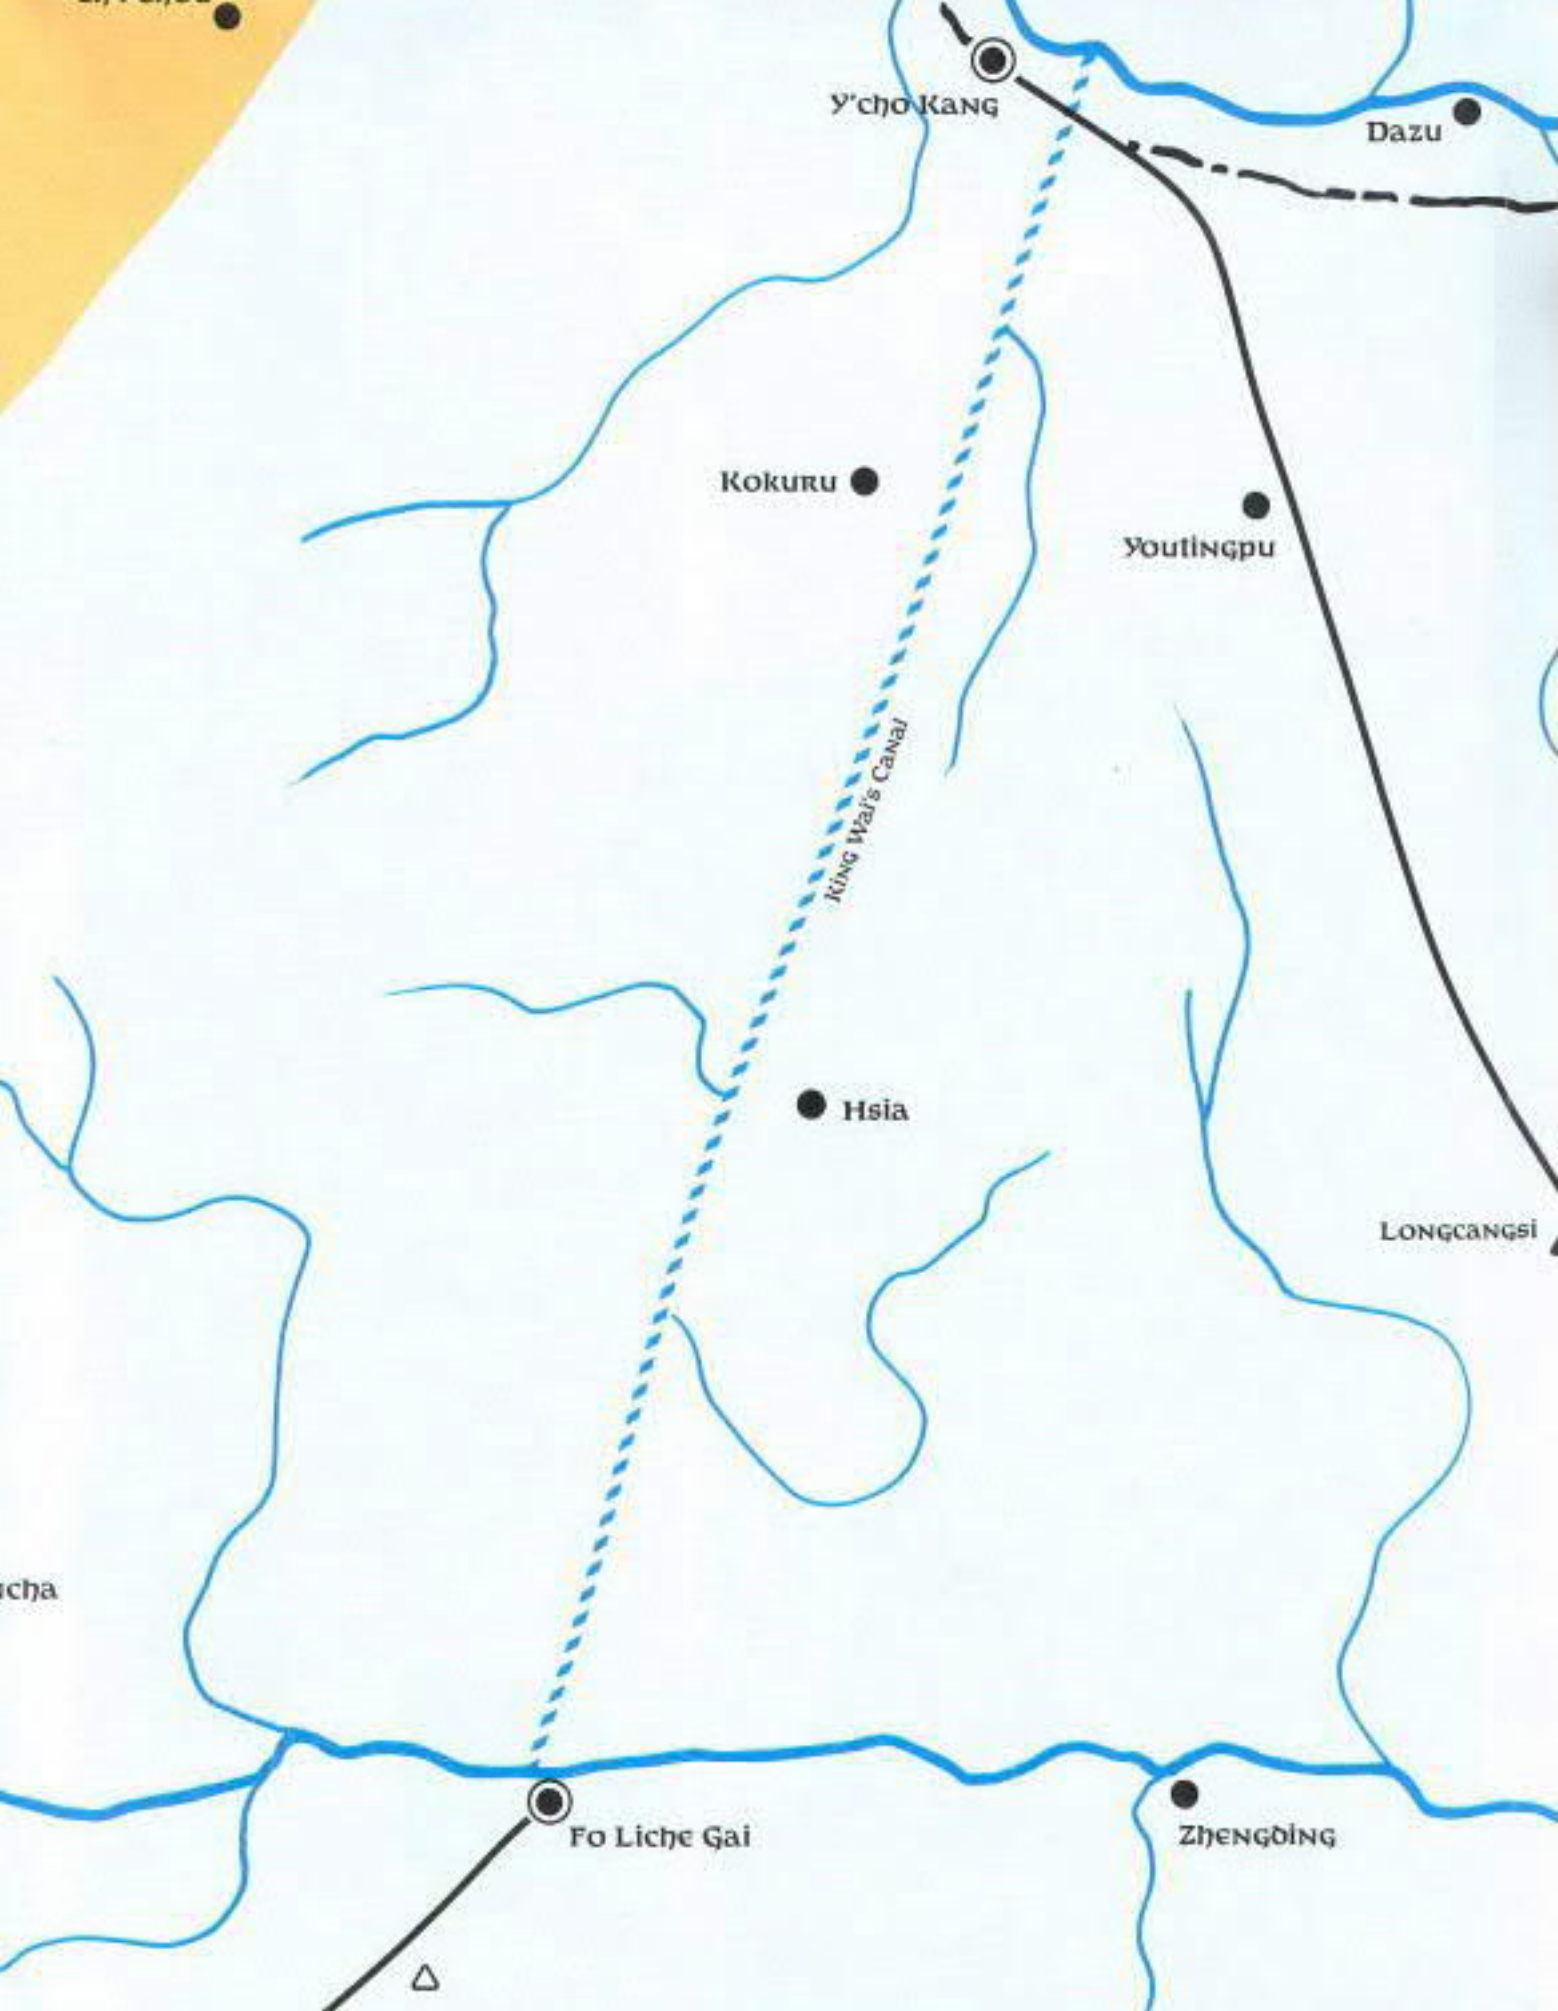 Y'cho Kang
Dazu
Kokuru
Youtingpu
King Wai's Canal
Hsia
Longcangsi
Fo Liche Gai
Zhengding